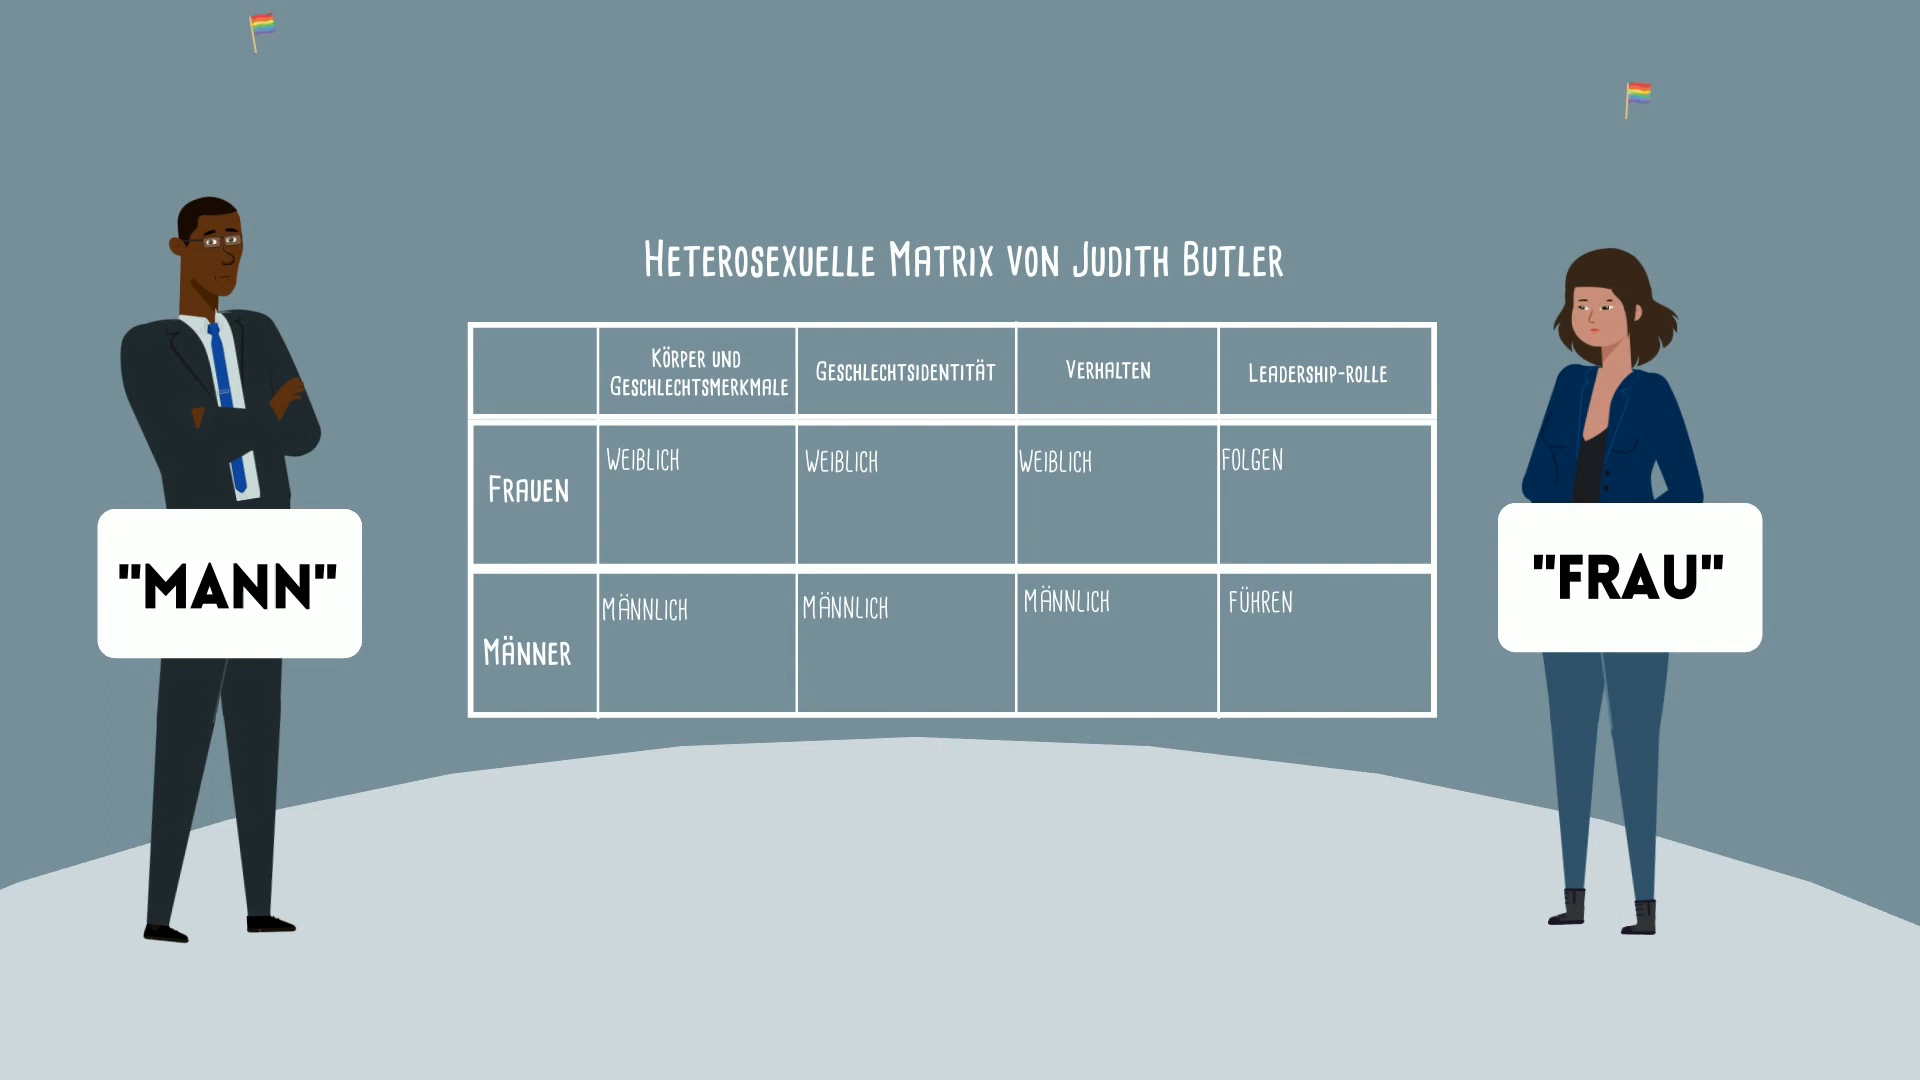 Heterosexuelle Matrix von Judith Butler
Körper und
Geschlechtsmerkmale
Geschlechtsidentität
Verhalten
Leadership-Rolle
Frauen
weiblich
weiblich
weiblich
folgen
Männer
männlich
männlich
männlich
führen
"MANN"
"FRAU"